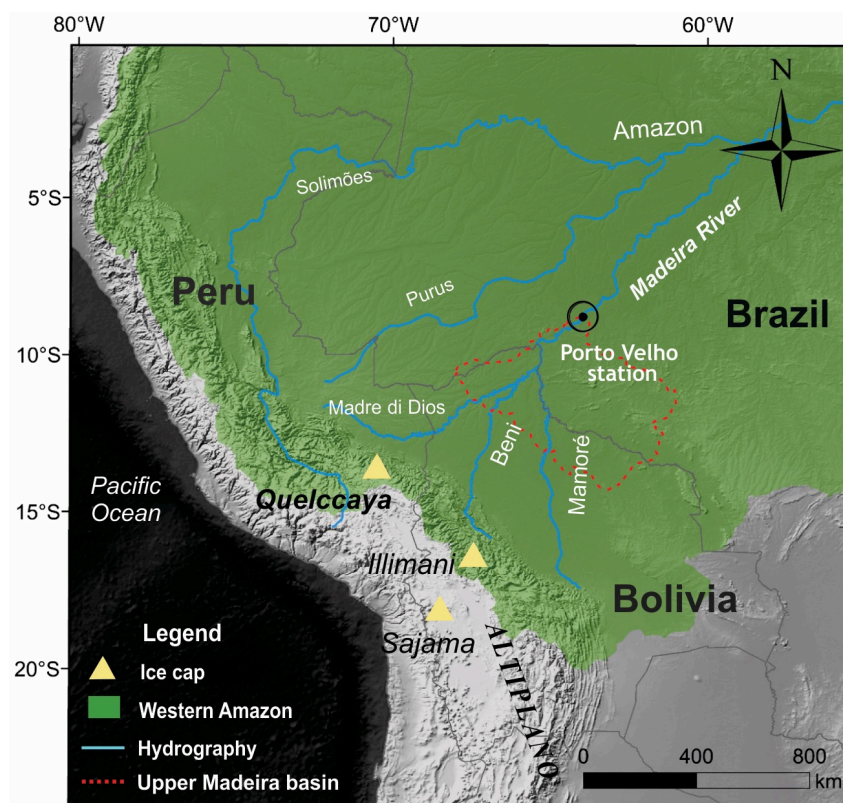 80°W
70°W
60°W
N
Amazon
Solimões
5°S
Madeira River
Peru
Purus
Brazil
10°S
Porto Velho
station
Madre di Dios
Beni
Mamoré
Pacific
Ocean
Quelccaya
15°S
Illimani
Bolivia
Sajama
ALTIPLANO
Legend
Ice cap
20°S
Western Amazon
Hydrography
Upper Madeira basin
0 400 800
km